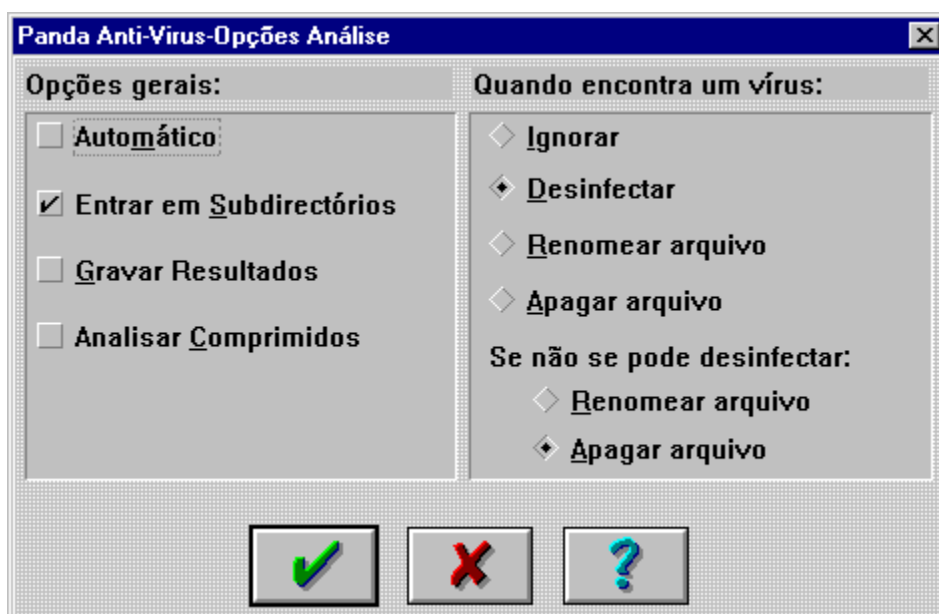 Panda Anti-Virus-Opções Análise
Opções gerais:
Automático
Entrar em Subdirectórios
Gravar Resultados
Analisar Comprimidos
Quando encontra um vírus:
Ignorar
Desinfectar
Renomear arquivo
Apagar arquivo
Se não se pode desinfectar:
Renomear arquivo
Apagar arquivo
?